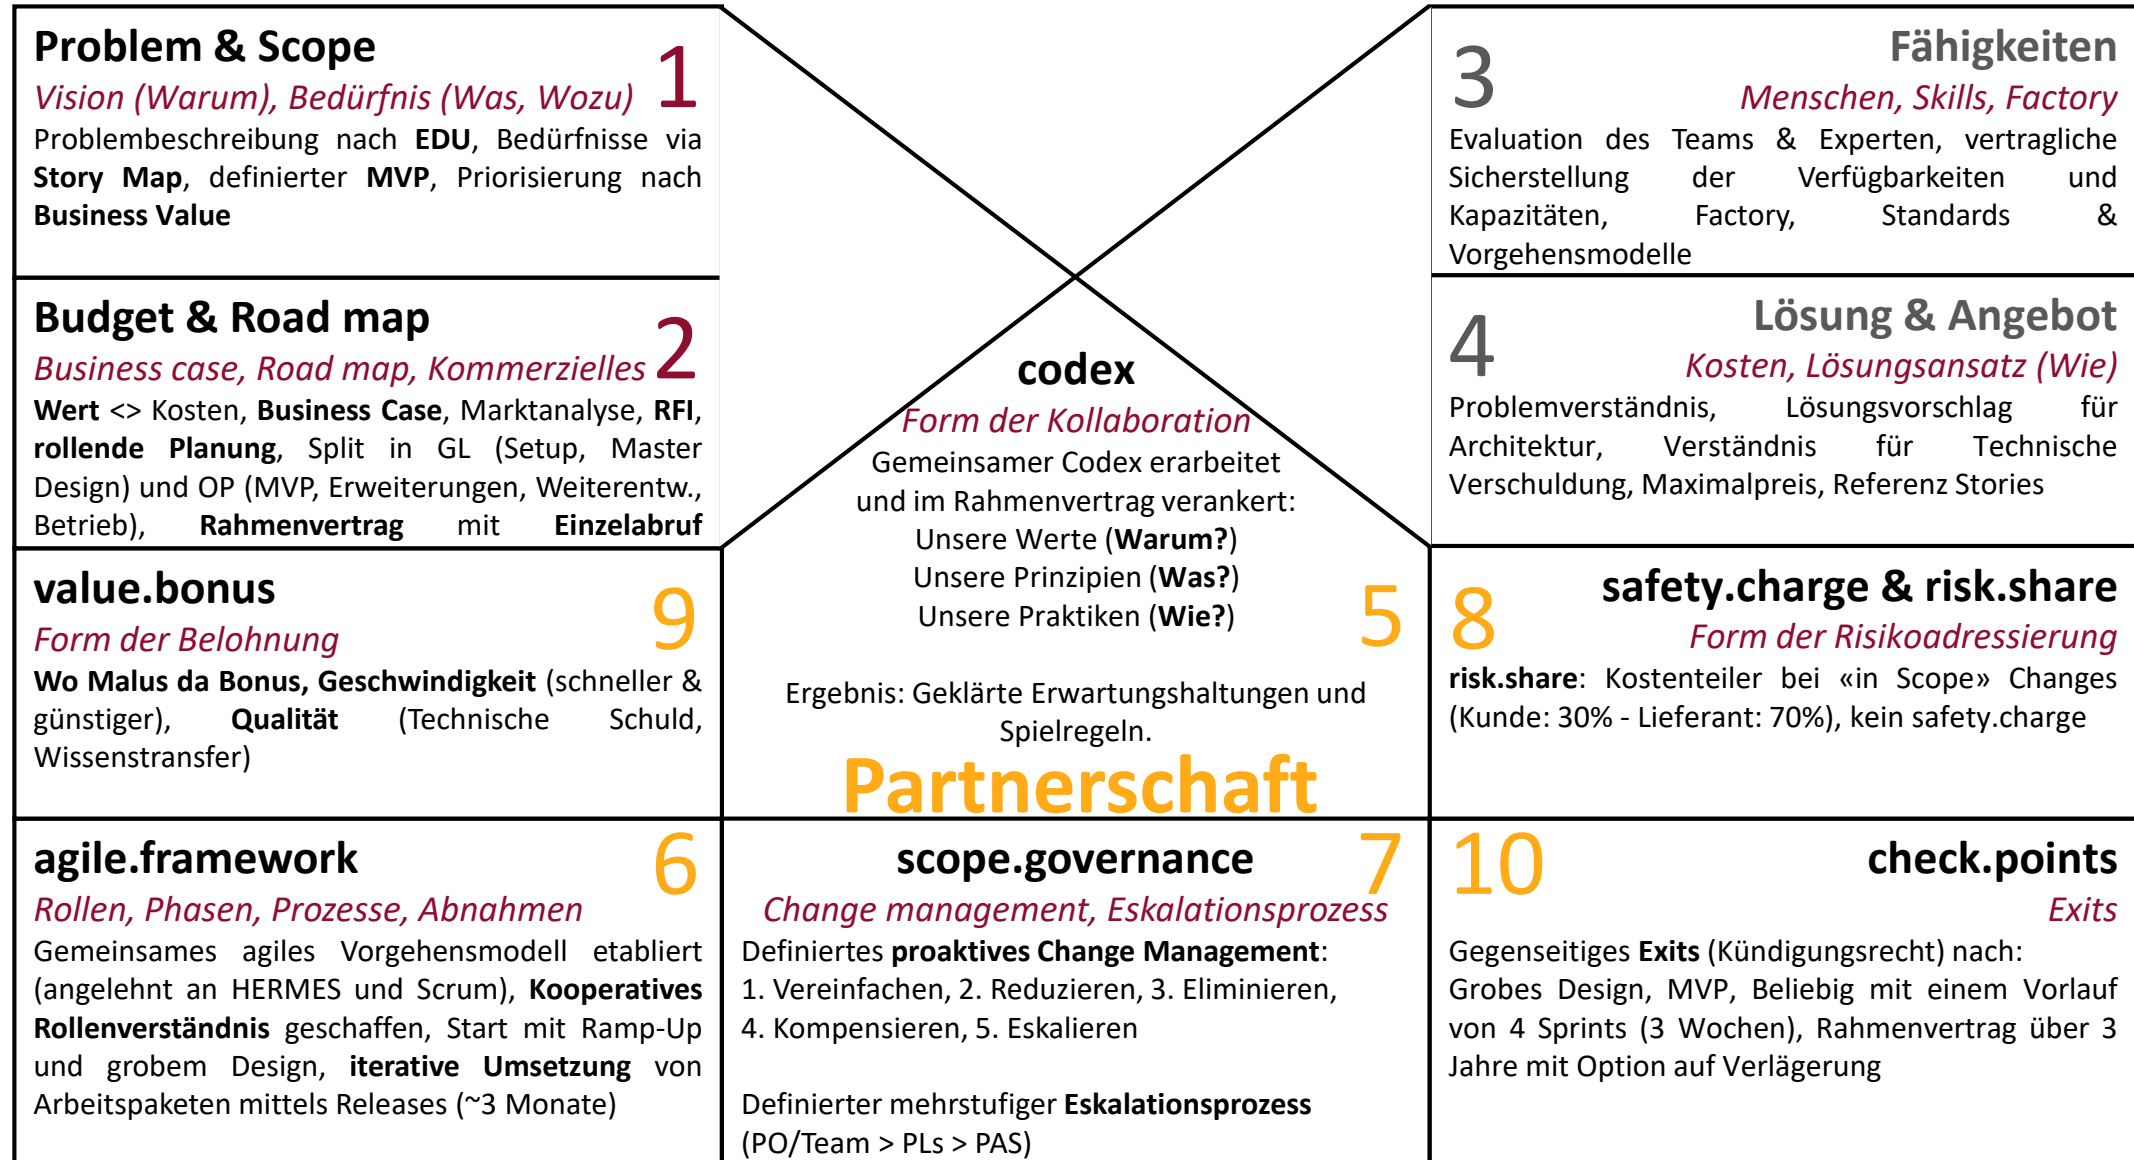 Problem & Scope
1
Vision (Warum), Bedürfnis (Was, Wozu)
Problembeschreibung nach EDU, Bedürfnisse via
Story Map, definierter MVP, Priorisierung nach
Business Value
Budget & Road map
2
Business case, Road map, Kommerzielles
Wert <> Kosten, Business Case, Marktanalyse, RFI,
rollende Planung, Split in GL (Setup, Master
Design) und OP (MVP, Erweiterungen, Weiterentw.,
Betrieb), Rahmenvertrag mit Einzelabruf
3
Fähigkeiten
Menschen, Skills, Factory
Evaluation des Teams & Experten, vertragliche
Sicherstellung der Verfügbarkeiten und
Kapazitäten, Factory, Standards &
Vorgehensmodelle
4
Lösung & Angebot
Kosten, Lösungsansatz (Wie)
Problemverständnis, Lösungsvorschlag für
Architektur, Verständnis für Technische
Verschuldung, Maximalpreis, Referenz Stories
codex
Form der Kollaboration
Gemeinsamer Codex erarbeitet
und im Rahmenvertrag verankert:
Unsere Werte (Warum?)
Unsere Prinzipien (Was?)
Unsere Praktiken (Wie?)
5
Ergebnis: Geklärte Erwartungshaltungen und
Spielregeln.
Partnerschaft
value.bonus
9
Form der Belohnung
Wo Malus da Bonus, Geschwindigkeit (schneller &
günstiger), Qualität (Technische Schuld,
Wissenstransfer)
8
safety.charge & risk.share
Form der Risikoadressierung
risk.share: Kostenteiler bei «in Scope» Changes
(Kunde: 30% - Lieferant: 70%), kein safety.charge
agile.framework
6
Rollen, Phasen, Prozesse, Abnahmen
Gemeinsames agiles Vorgehensmodell etabliert
(angelehnt an HERMES und Scrum), Kooperatives
Rollenverständnis geschaffen, Start mit Ramp-Up
und grobem Design, iterative Umsetzung von
Arbeitspaketen mittels Releases (~3 Monate)
scope.governance
7
Change management, Eskalationsprozess
Definiertes proaktives Change Management:
1. Vereinfachen, 2. Reduzieren, 3. Eliminieren,
4. Kompensieren, 5. Eskalieren
Definierter mehrstufiger Eskalationsprozess
(PO/Team > PLs > PAS)
10
check.points
Exits
Gegenseitiges Exits (Kündigungsrecht) nach:
Grobes Design, MVP, Beliebig mit einem Vorlauf
von 4 Sprints (3 Wochen), Rahmenvertrag über 3
Jahre mit Option auf Verlägerung